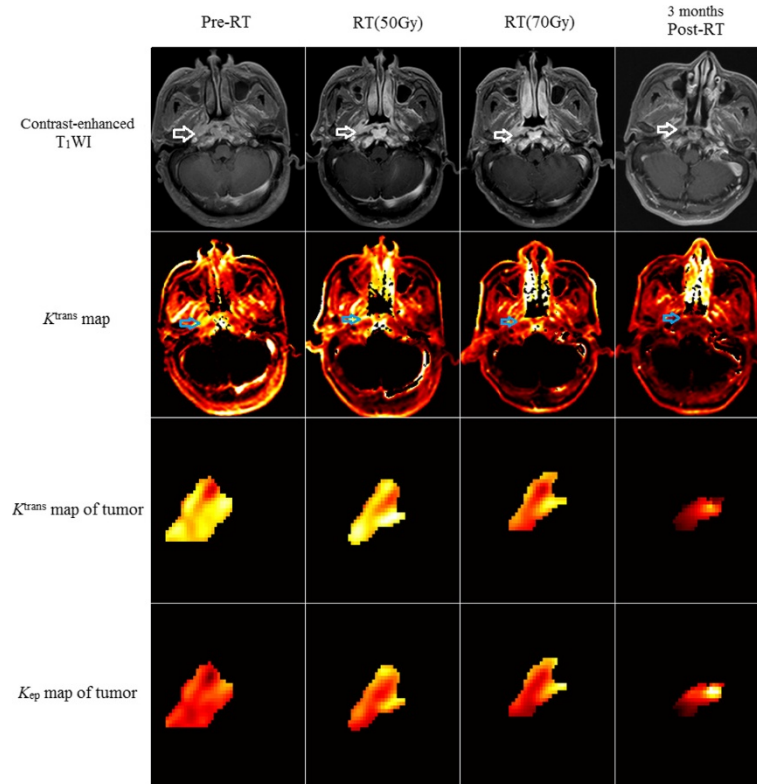 Pre-RT
RT(50Gy)
RT(70Gy)
3 months
Post-RT
Contrast-enhanced
T₁WI
Kᵗʳᵃⁿˢ map
Kᵗʳᵃⁿˢ map of tumor
Kₑₚ map of tumor